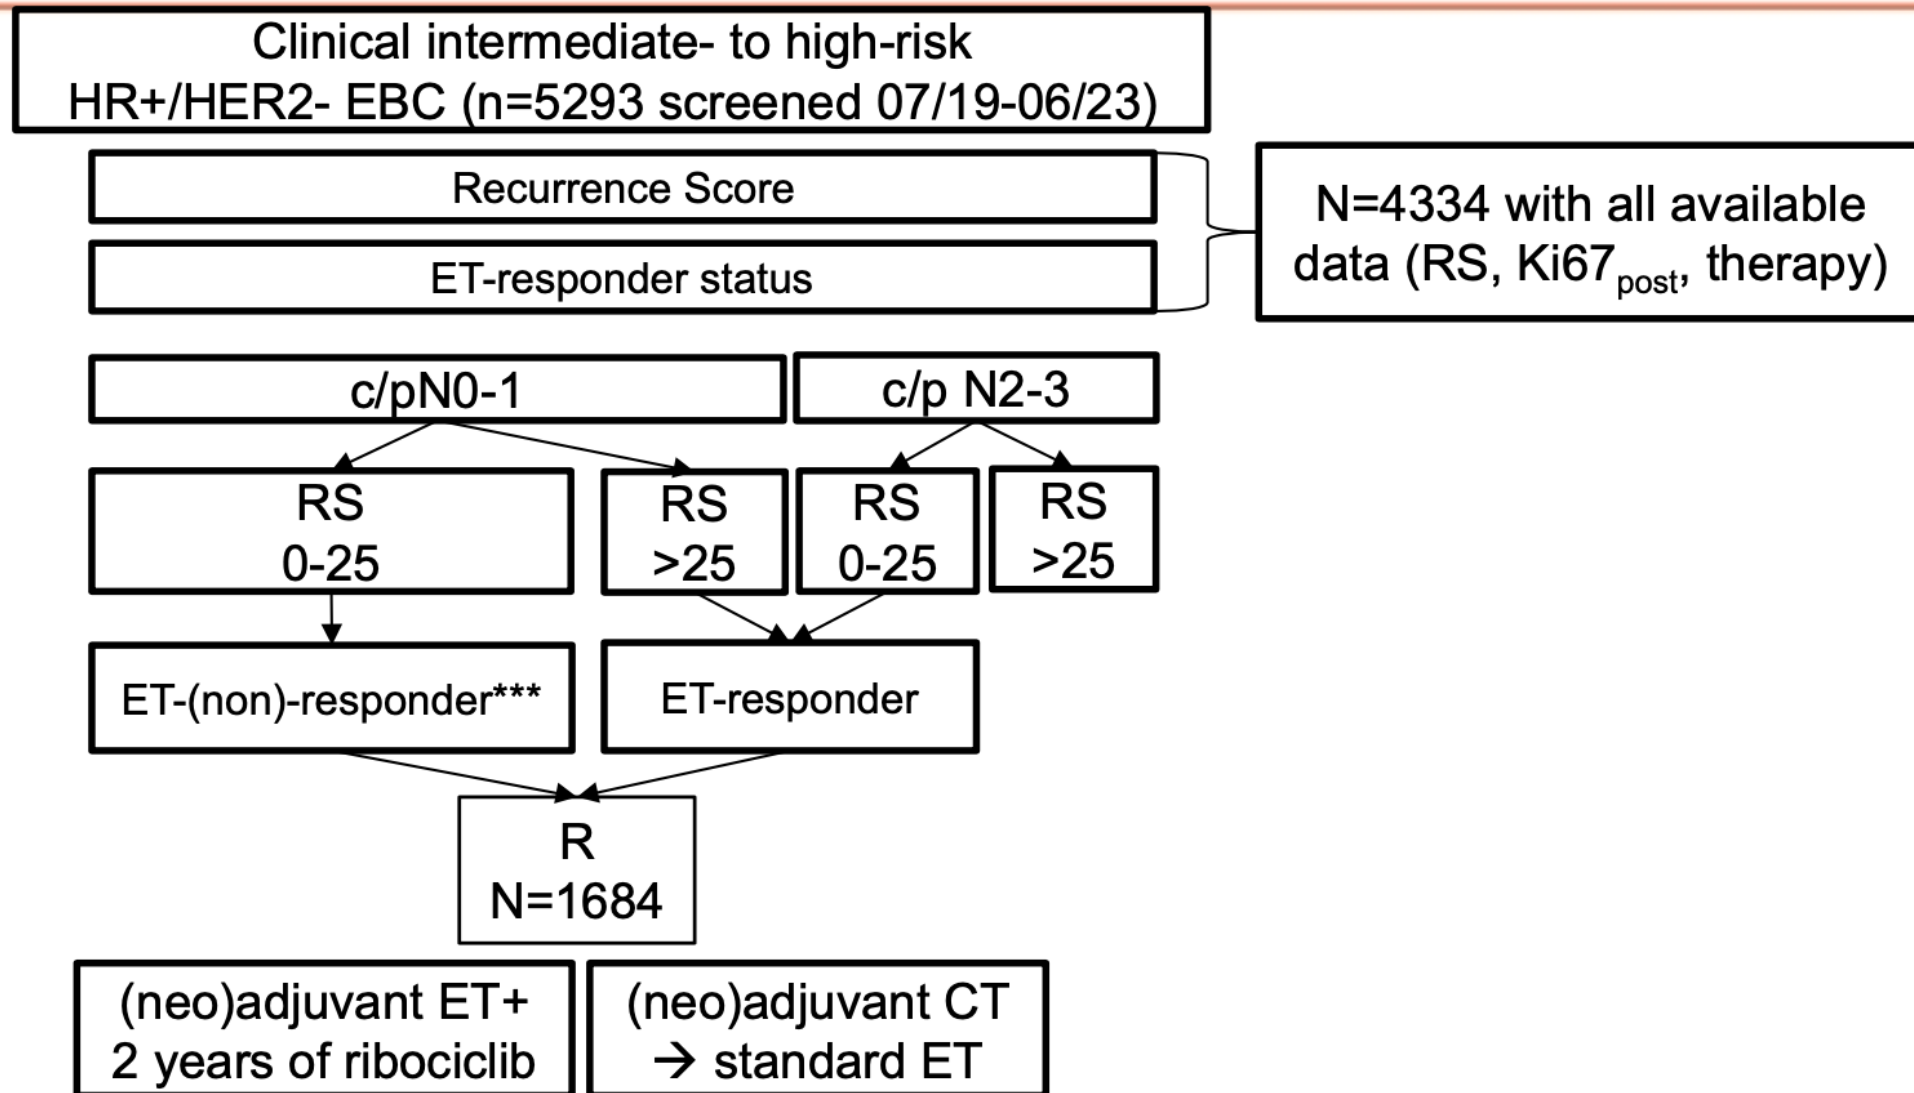 Clinical intermediate- to high-risk
HR+/HER2- EBC (n=5293 screened 07/19-06/23)
Recurrence Score
ET-responder status
N=4334 with all available
data (RS, Ki67post, therapy)
c/pN0-1
c/p N2-3
RS
0-25
RS
>25
RS
0-25
RS
>25
ET-(non)-responder***
ET-responder
R
N=1684
(neo)adjuvant ET+
2 years of ribociclib
(neo)adjuvant CT
→ standard ET